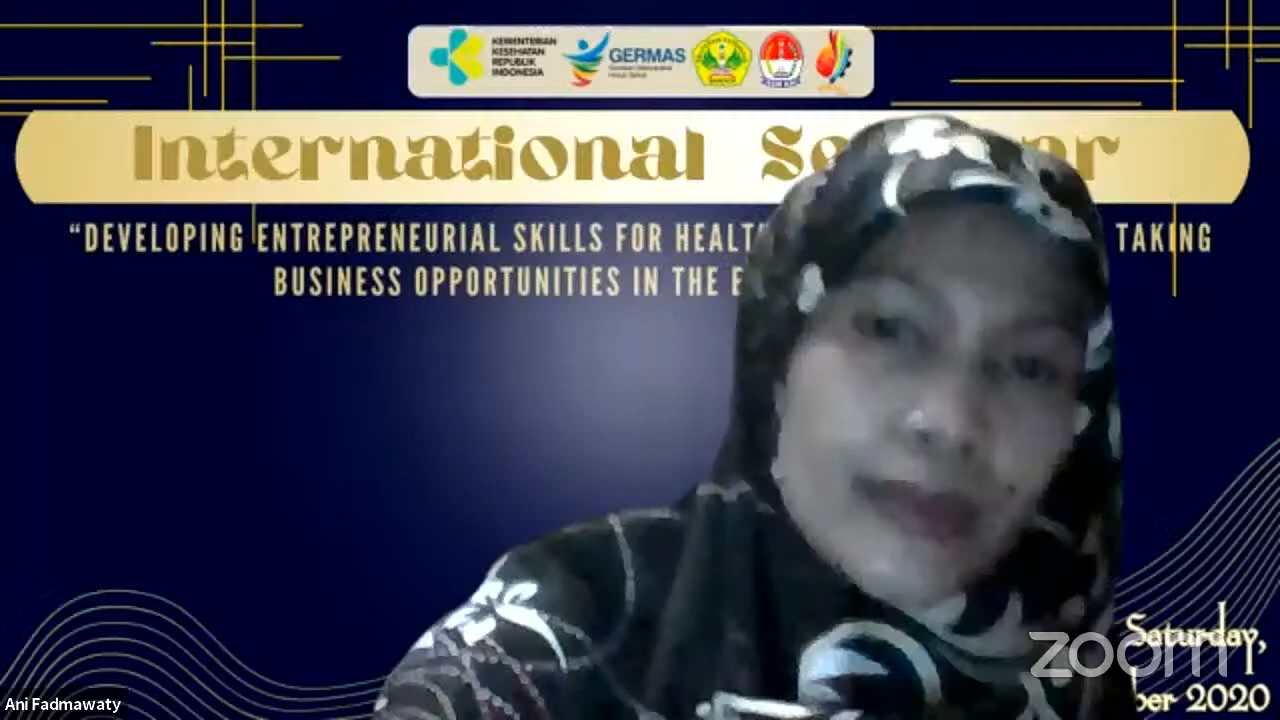 KEMENTERIAN
KESEHATAN
REPUBLIK
INDONESIA
GERMAS
International Se ar
“DEVELOPING ENTREPRENEURIAL SKILLS FOR HEALT TAKING
BUSINESS OPPORTUNITIES IN THE E
Saturday,
zoom
ber 2020
Ani Fadmawaty